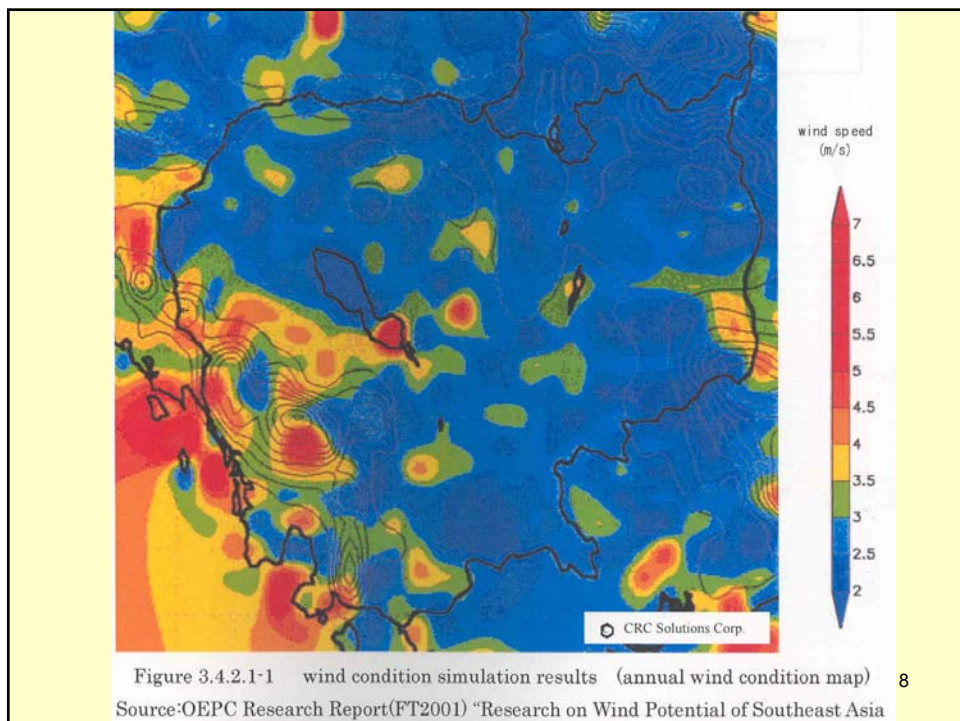 wind speed
(m/s)
7
6.5
6
5.5
5
4.5
4
3.5
3
2.5
2
CRC Solutions Corp.
Figure 3.4.2.1-1 wind condition simulation results (annual wind condition map)
8
Source:OEPC Research Report(FT2001) “Research on Wind Potential of Southeast Asia